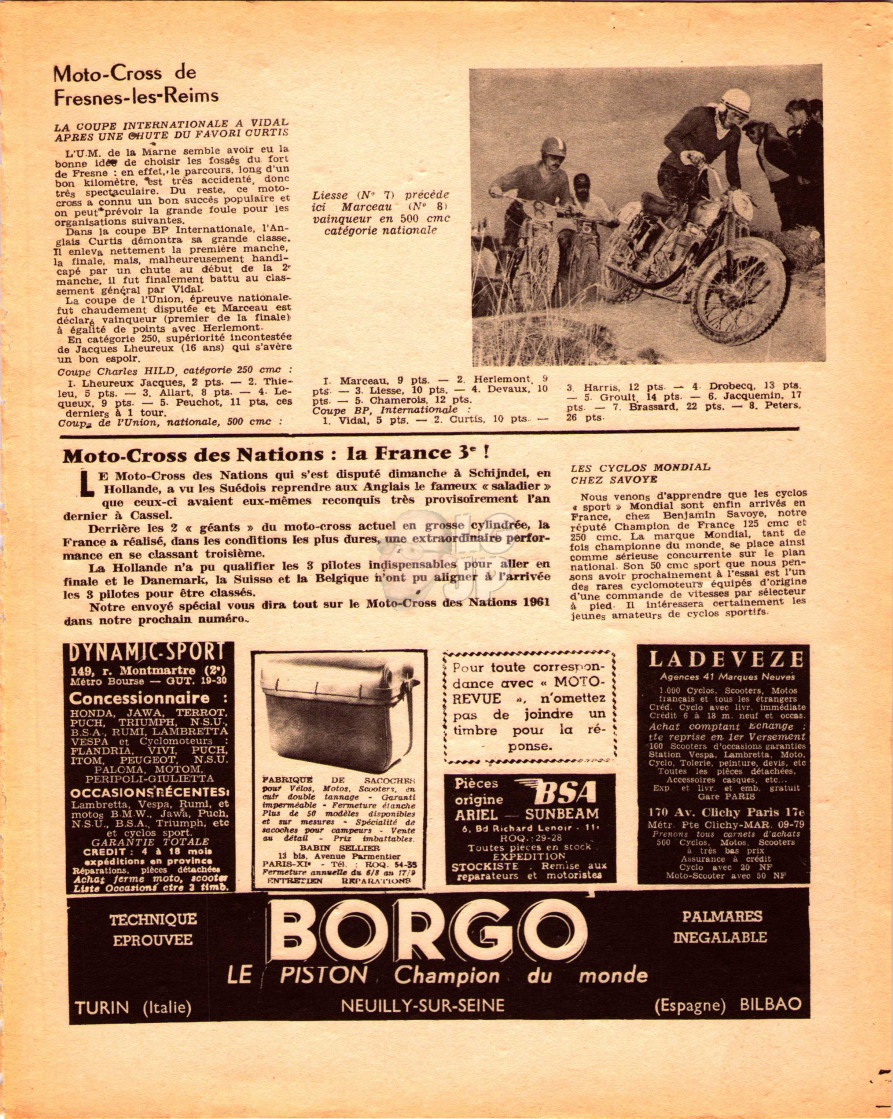 Moto-Cross de
Fresnes-les-Reims
LA COUPE INTERNATIONALE A VIDAL
APRES UNE CHUTE DU FAVORI CURTIS
L'U.M. de la Marne semble avoir eu la
bonne idée de choisir les fossés du fort
de Fresne : en effet, le parcours, long d'un
bon kilomètre, est très accidenté, donc
très spectaculaire. Du reste, ce moto-
cross a connu un bon succès populaire et
on peut prévoir la grande foule pour les
organisations suivantes.
Dans la coupe BP Internationale, l'An-
glais Curtis démontra sa grande classe.
Il enleva nettement la première manche,
la finale, mais, malheureusement handi-
capé par un chute au début de la 2e
manche, il fut finalement battu au clas-
sement général par Vidal.
La coupe de l'Union, épreuve nationale,
fut chaudement disputée et Marceau est
déclaré vainqueur (premier de la finale)
à égalité de points avec Herlemont.
En catégorie 250, supériorité incontestée
de Jacques Lheureux (16 ans) qui s'avère
un bon espoir.
Coupe Charles HILD, catégorie 250 cmc :
1. Lheureux Jacques, 2 pts. — 2. Thie-
leu, 5 pts. — 3. Allart, 8 pts. — 4. Le-
queux, 9 pts. — 5. Peuchot, 11 pts, ces
derniers à 1 tour.
Coupe de l'Union, nationale, 500 cmc :
Liesse (N° 7) précède
ici Marceau (N° 8)
vainqueur en 500 cmc
catégorie nationale
1. Marceau, 9 pts. — 2. Herlemont, 9
pts. — 3. Liesse, 10 pts. — 4. Devaux, 10
pts. — 5. Chamerois, 12 pts.
Coupe BP, Internationale :
1. Vidal, 5 pts. — 2. Curtis, 10 pts. —
3. Harris, 12 pts. — 4. Drobecq, 13 pts.
— 5. Groult, 14 pts. — 6. Jacquemin, 17
pts. — 7. Brassard, 22 pts. — 8. Peters,
26 pts.
Moto-Cross des Nations : la France 3e !
LE Moto-Cross des Nations qui s'est disputé dimanche à Schijndel, en
Hollande, a vu les Suédois reprendre aux Anglais le fameux « saladier »
que ceux-ci avaient eux-mêmes reconquis très provisoirement l'an
dernier à Cassel.
Derrière les 2 « géants » du moto-cross actuel en grosse cylindrée, la
France a réalisé, dans les conditions les plus dures, une extraordinaire perfor-
mance en se classant troisième.
La Hollande n'a pu qualifier les 3 pilotes indispensables pour aller en
finale et le Danemark, la Suisse et la Belgique n'ont pu aligner à l'arrivée
les 3 pilotes pour être classés.
Notre envoyé spécial vous dira tout sur le Moto-Cross des Nations 1961
dans notre prochain numéro.
LES CYCLOS MONDIAL
CHEZ SAVOYE
Nous venons d'apprendre que les cyclos
« sport » Mondial sont enfin arrivés en
France, chez Benjamin Savoye, notre
réputé Champion de France 125 cmc et
250 cmc. La marque Mondial, tant de
fois championne du monde, se place ainsi
comme sérieuse concurrente sur le plan
national. Son 50 cmc sport que nous pen-
sons avoir prochainement à l'essai est l'un
des rares cyclomoteurs équipés d'origine
d'une commande de vitesses par sélecteur
à pied. Il intéressera certainement les
jeunes amateurs de cyclos sportifs.
DYNAMIC-SPORT
149, r. Montmartre (2e)
Métro Bourse — GUT. 19-30
Concessionnaire :
HONDA, JAWA, TERROT,
PUCH, TRIUMPH, N.S.U.,
B.S.A., RUMI, LAMBRETTA
VESPA et Cyclomoteurs :
FLANDRIA, VIVI, PUCH,
ITOM, PEUGEOT, N.S.U.
PALOMA, MOTOM,
PERIPOLI-GIULIETTA
OCCASIONS RÉCENTES:
Lambretta, Vespa, Rumi, et
motos B.M.W., Jawa, Puch,
N.S.U., B.S.A., Triumph, etc
et cyclos sport.
GARANTIE TOTALE
CRÉDIT : 4 à 18 mois
expéditions en province
Réparations, pièces détachées
Achat ferme moto, scooter
Liste Occasions ctre 3 timb.
FABRIQUE DE SACOCHES
pour Vélos, Motos, Scooters, en
cuir double tannage - Garanti
imperméable - Fermeture étanche
Plus de 50 modèles disponibles
et sur mesures - Spécialité de
sacoches pour campeurs - Vente
au détail - Prix imbattables.
BABIN SELLIER
13 bis, Avenue Parmentier
PARIS-XIe - Tél. : ROQ. 54-35
Fermeture annuelle du 6/8 au 17/9
ENTRETIEN REPARATIONS
Pour toute correspon-
dance avec « MOTO-
REVUE », n'omettez
pas de joindre un
timbre pour la ré-
ponse.
Pièces
origine BSA
ARIEL — SUNBEAM
6, Bd Richard Lenoir - 11e
ROQ.-29-28
Toutes pièces en stock
EXPEDITION
STOCKISTE : Remise aux
réparateurs et motoristes
LADEVEZE
Agences 41 Marques Neuves
1.000 Cyclos, Scooters, Motos
français et tous les étrangers
Créd. Cyclo avec livr. immédiate
Crédit 6 à 18 m. neuf et occas.
Achat comptant Echange :
tte reprise en 1er Versement
160 Scooters d'occasions garanties
Station Vespa, Lambretta, Moto,
Cyclo, Tolerie, peinture, devis, etc
Toutes les pièces détachées,
Accessoires casques, etc...
Exp. et livr. et emb. gratuit
Gare PARIS
170 Av. Clichy Paris 17e
Métr. Pte Clichy-MAR. 09-79
Prenons tous carnets d'achats
500 Cyclos, Motos, Scooters
à très bas prix
Assurance à crédit
Cyclo avec 20 NF
Moto-Scooter avec 50 NF
TECHNIQUE
EPROUVEE
BORGO
PALMARES
INEGALABLE
LE PISTON Champion du monde
TURIN (Italie)
NEUILLY-SUR-SEINE
(Espagne) BILBAO